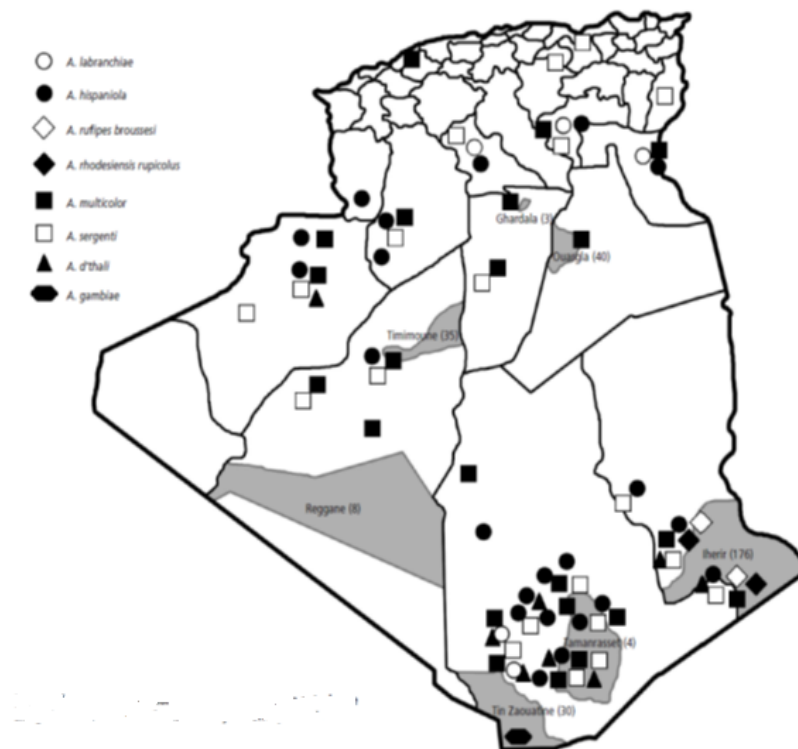 A. labranchiae
A. hispaniola
A. rufipes broussesi
A. rhodesiensis rupicolus
A. multicolor
A. sergenti
A. d'thali
A. gambiae
Ghardala (3)
Ouargla (40)
Timimoune (35)
Reggane (8)
Iherir (176)
Tamanrasset (4)
Tin Zaouatine (30)